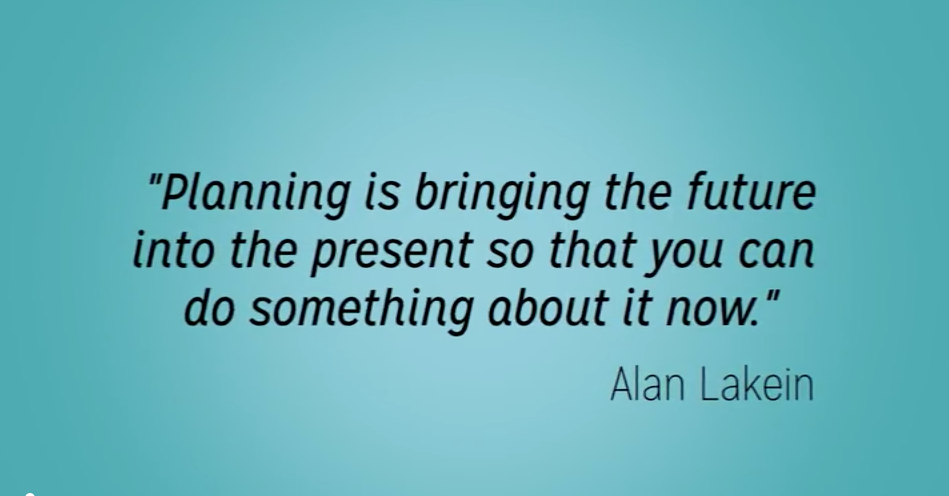 "Planning is bringing the future
into the present so that you can
do something about it now."
Alan Lakein